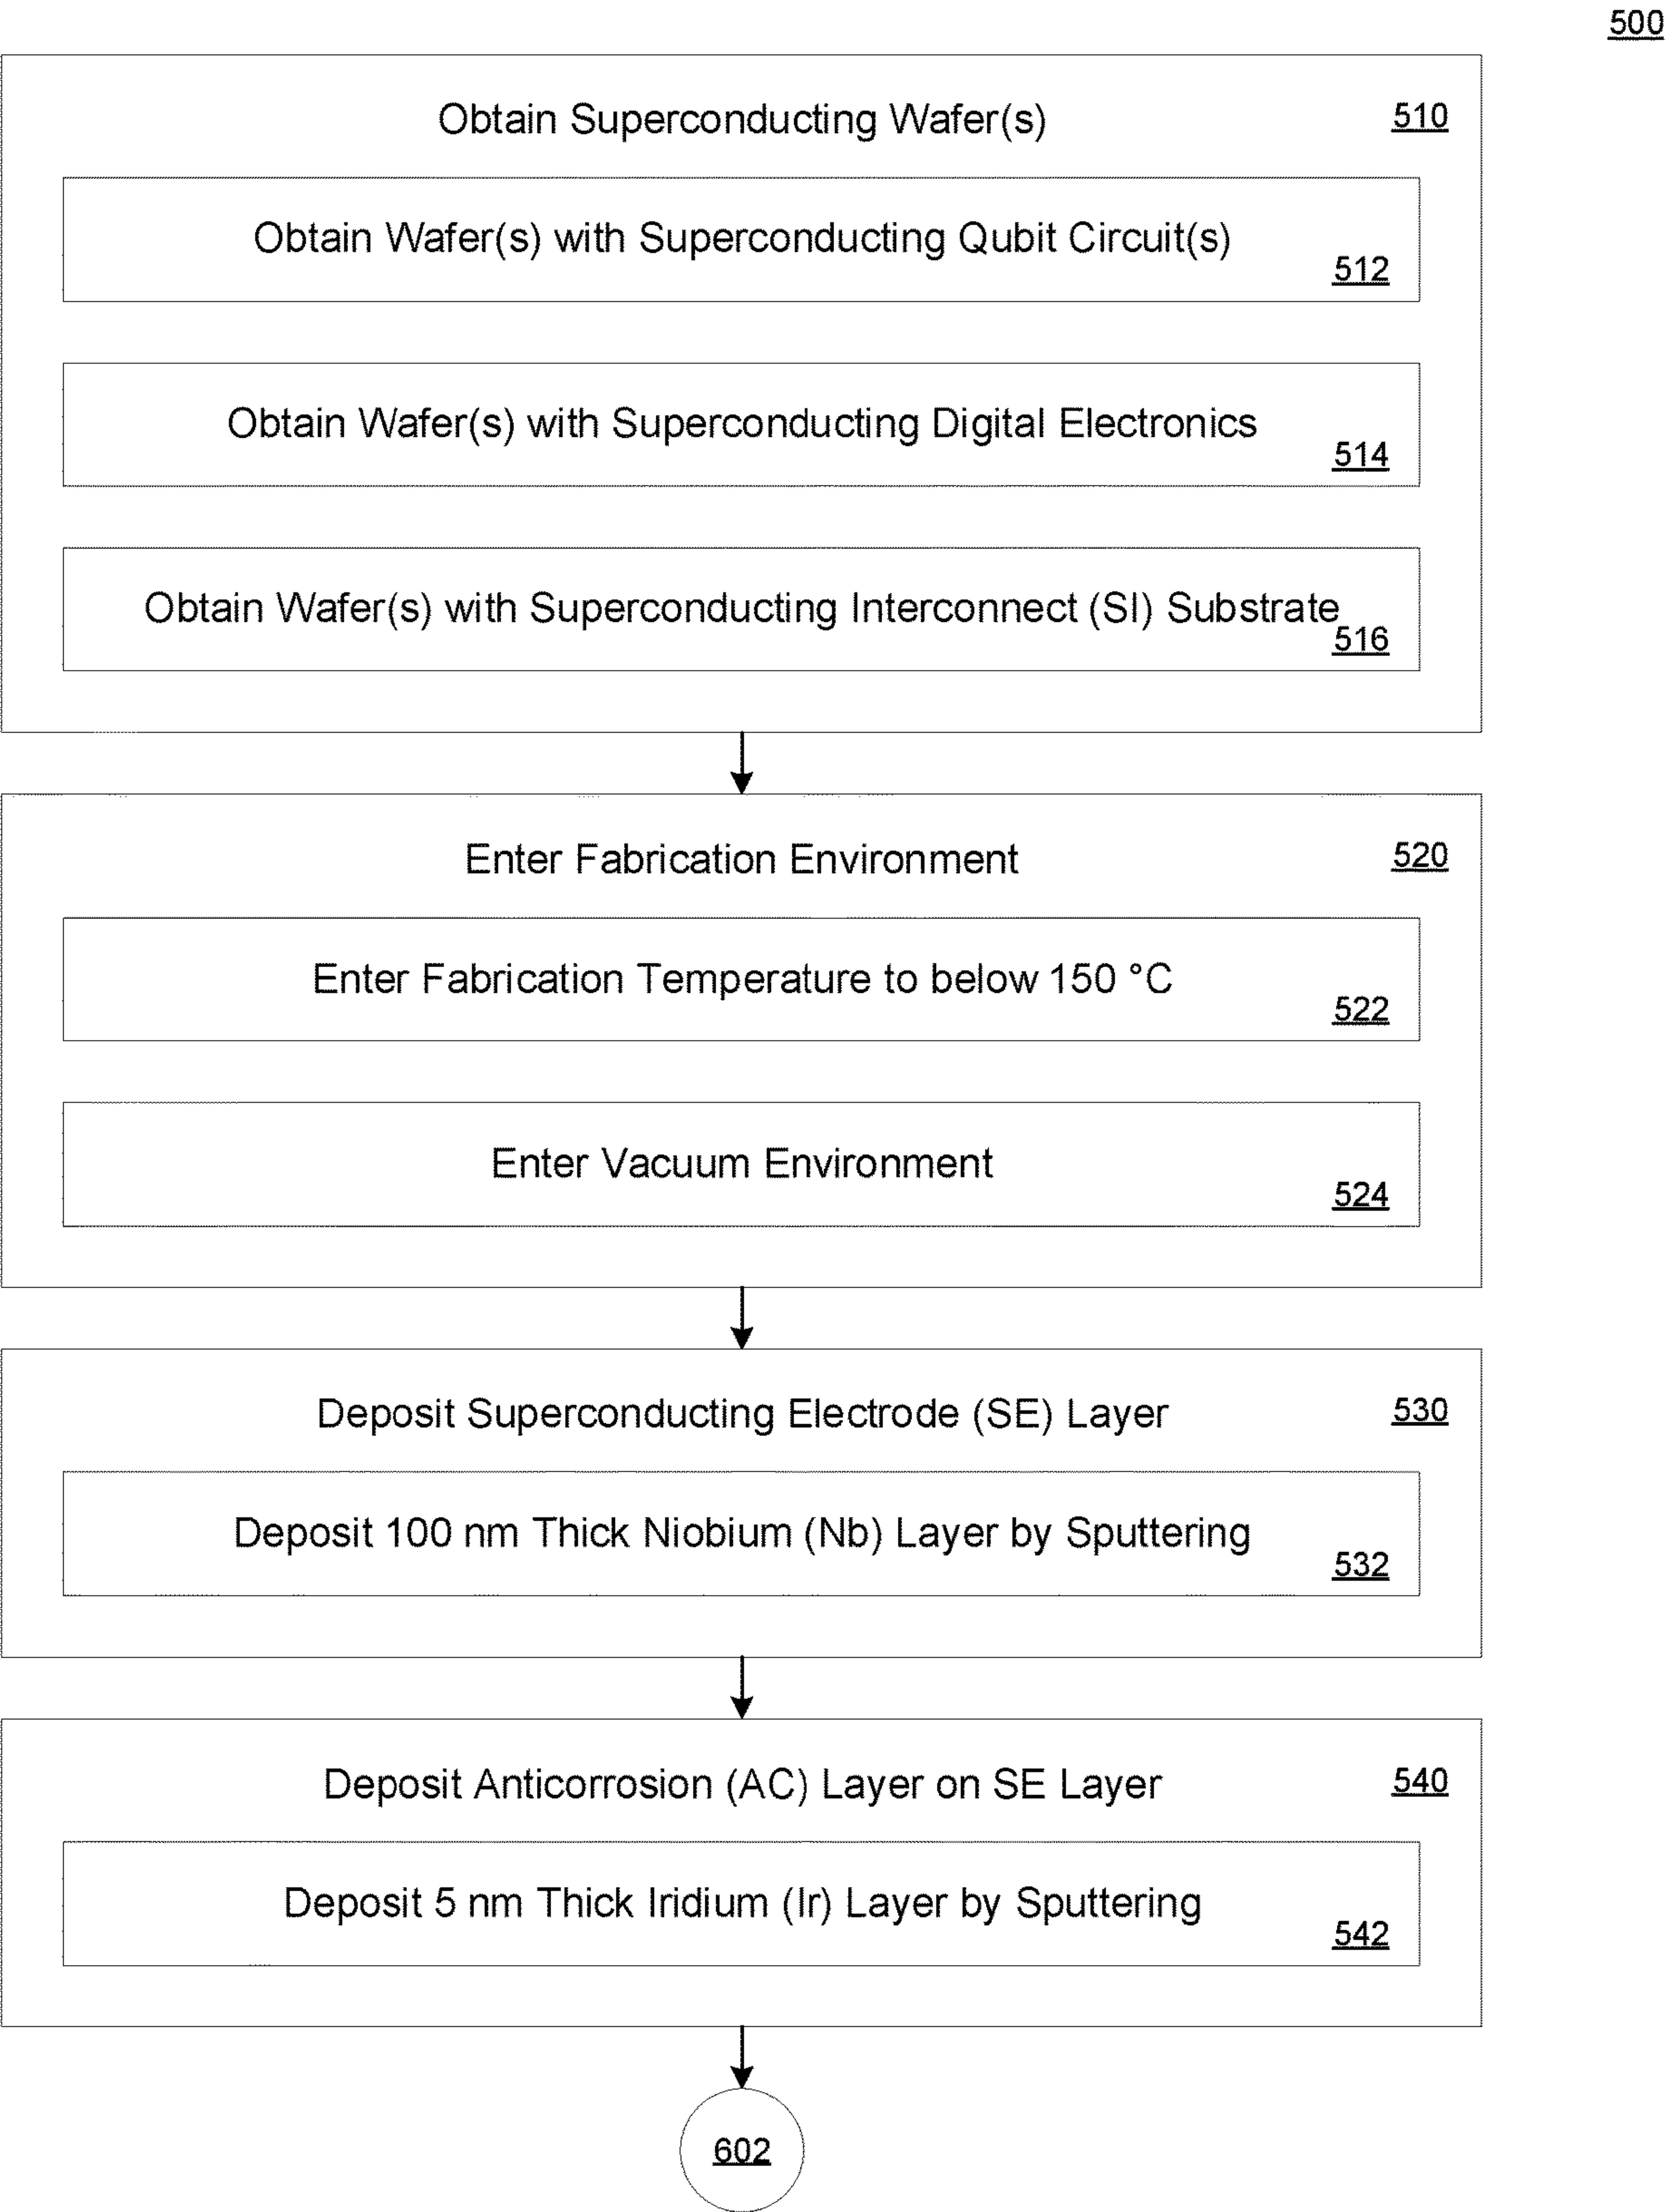 500
Obtain Superconducting Wafer(s) 510
Obtain Wafer(s) with Superconducting Qubit Circuit(s)
512
Obtain Wafer(s) with Superconducting Digital Electronics
514
Obtain Wafer(s) with Superconducting Interconnect (SI) Substrate
516
Enter Fabrication Environment 520
Enter Fabrication Temperature to below 150 °C
522
Enter Vacuum Environment
524
Deposit Superconducting Electrode (SE) Layer 530
Deposit 100 nm Thick Niobium (Nb) Layer by Sputtering
532
Deposit Anticorrosion (AC) Layer on SE Layer 540
Deposit 5 nm Thick Iridium (Ir) Layer by Sputtering
542
602